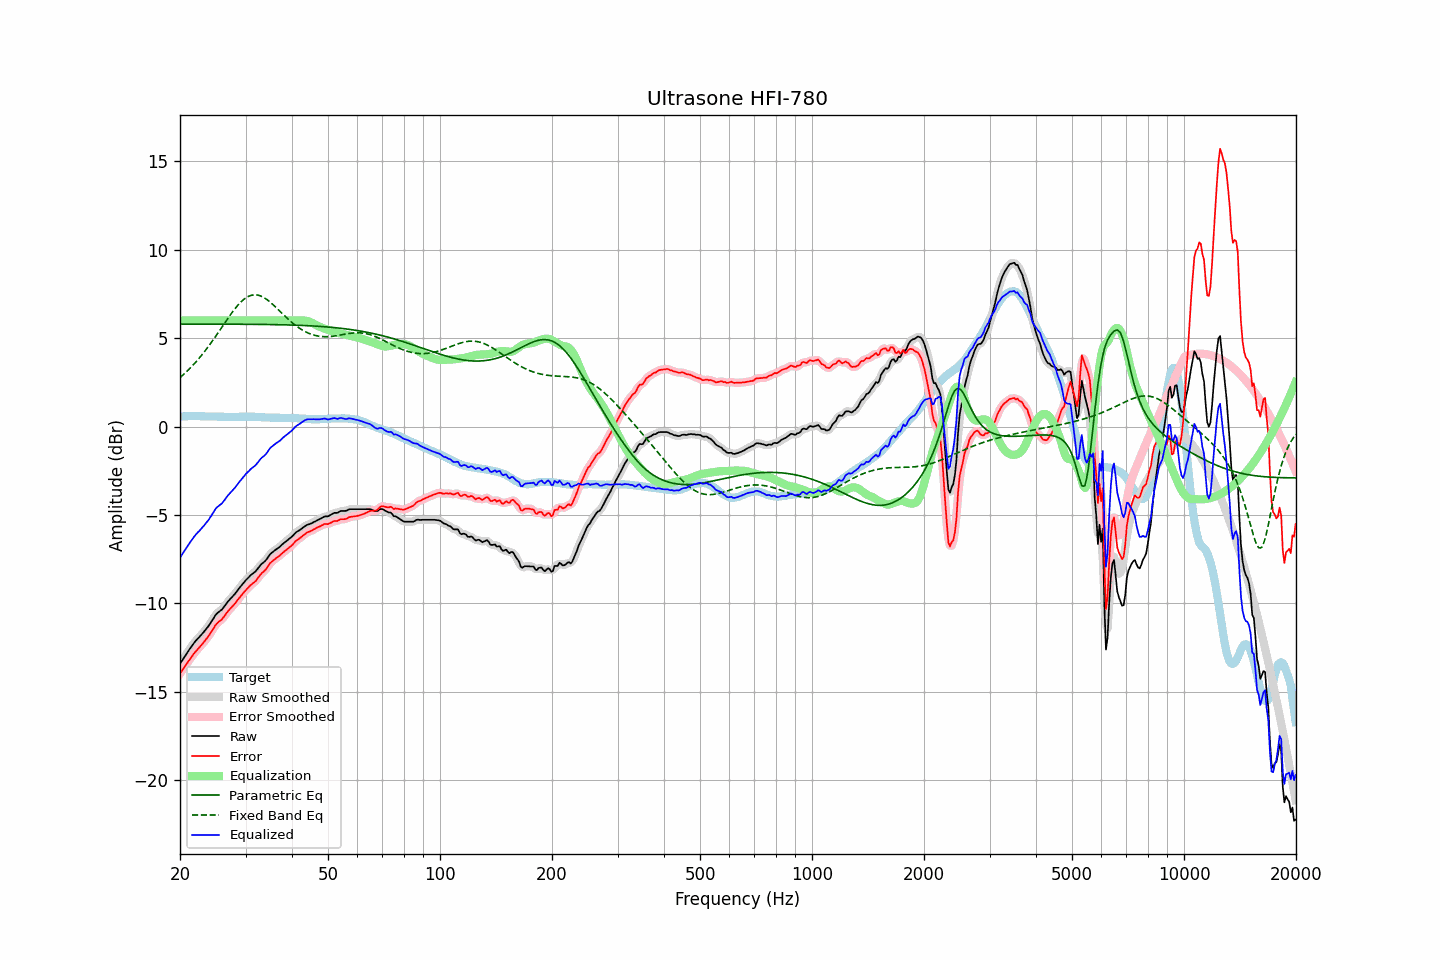 Ultrasone HFI-780
Amplitude (dBr)
15
10
5
0
−5
−10
−15
−20
Target
Raw Smoothed
Error Smoothed
Raw
Error
Equalization
Parametric Eq
Fixed Band Eq
Equalized
20 50 100 200 500 1000 2000 5000 10000 20000
Frequency (Hz)